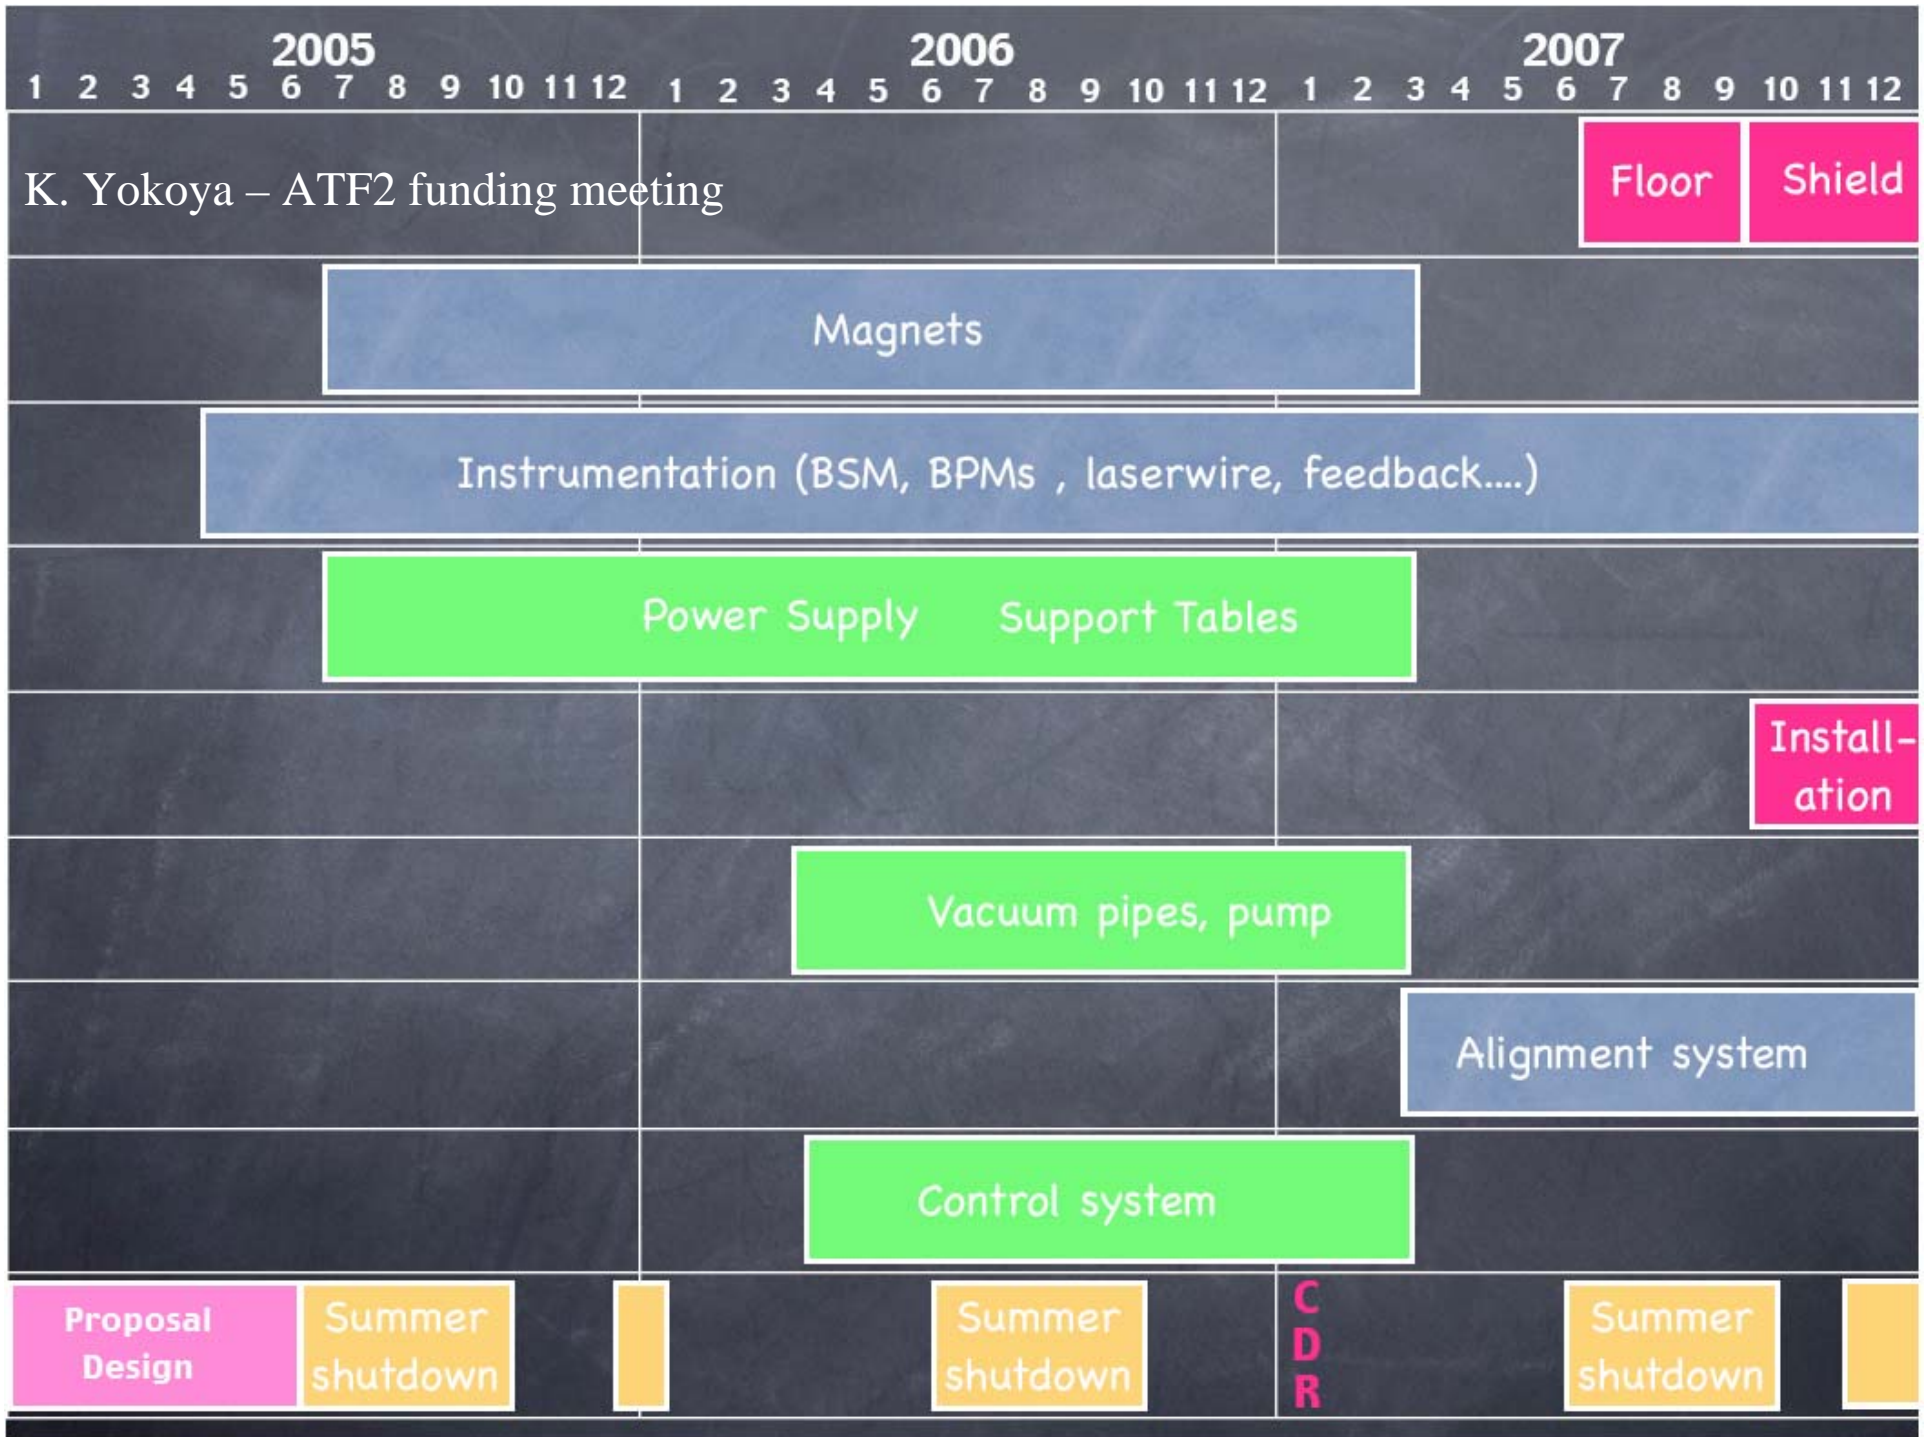 2005 2006 2007
1 2 3 4 5 6 7 8 9 10 11 12 1 2 3 4 5 6 7 8 9 10 11 12 1 2 3 4 5 6 7 8 9 10 11 12
K. Yokoya – ATF2 funding meeting
Floor
Shield
Magnets
Instrumentation (BSM, BPMs , laserwire, feedback....)
Power Supply Support Tables
Install-
ation
Vacuum pipes, pump
Alignment system
Control system
Proposal
Design
Summer
shutdown
Summer
shutdown
C
D
R
Summer
shutdown